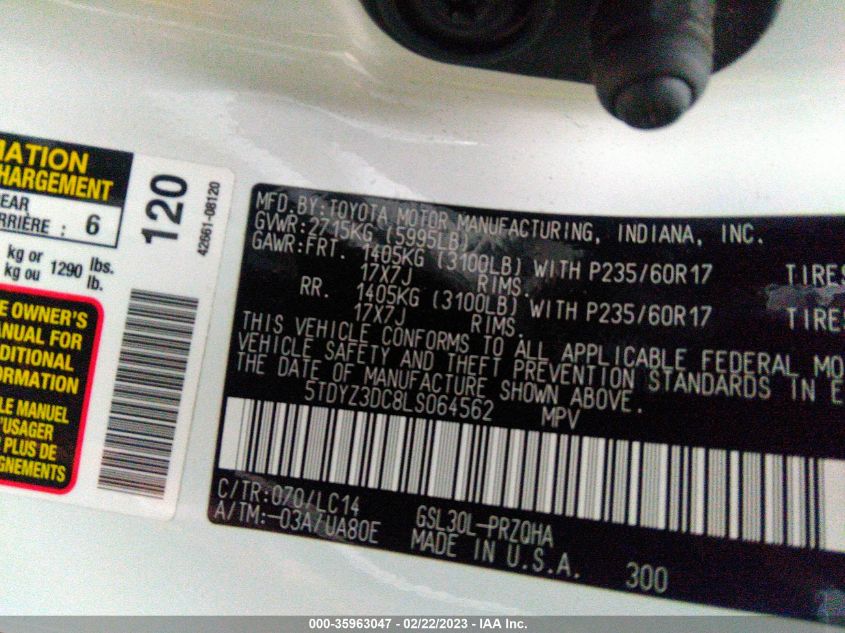 MATION
HARGEMENT
EAR
RRIÈRE : 6
kg or 1290 lbs.
kg ou lb.
120
42661-08120
E OWNER'S
ANUAL FOR
DDITIONAL
FORMATION
LE MANUEL
'USAGER
PLUS DE
GNEMENTS
MFD.BY:TOYOTA MOTOR MANUFACTURING, INDIANA, INC.
GVWR:2715KG (5995LB)
GAWR:FRT. 1405KG (3100LB) WITH P235/60R17 TIRES
17X7J RIMS.
RR. 1405KG (3100LB) WITH P235/60R17 TIRES
17X7J RIMS.
THIS VEHICLE CONFORMS TO ALL APPLICABLE FEDERAL MO
VEHICLE SAFETY AND THEFT PREVENTION STANDARDS IN E
THE DATE OF MANUFACTURE SHOWN ABOVE.
5TDYZ3DC8LS064562 MPV
C/TR:070/LC14 GSL30L-PRZQHA
A/TM:-03A/UA80E MADE IN U.S.A. 300
000-35963047 - 02/22/2023 - IAA Inc.